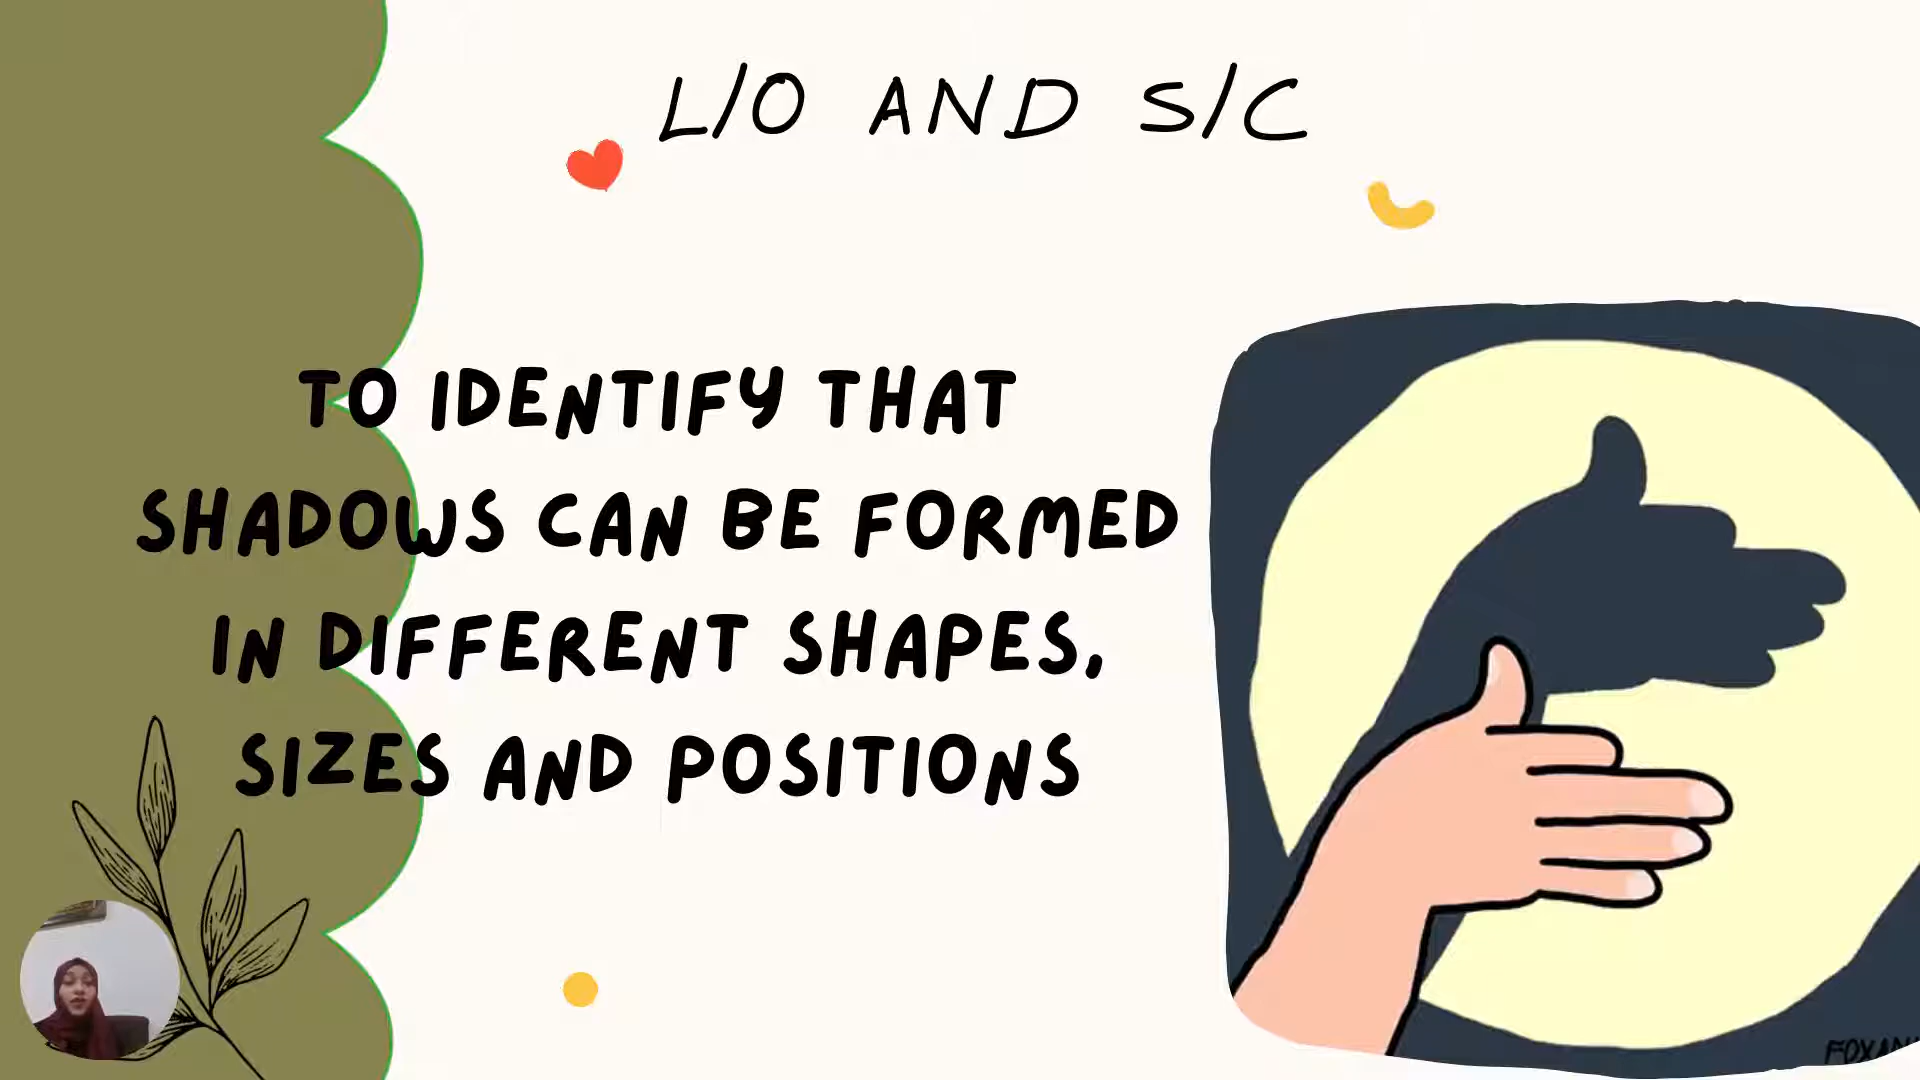 L/O AND S/C
TO IDENTIFY THAT
SHADOWS CAN BE FORMED
IN DIFFERENT SHAPES,
SIZES AND POSITIONS